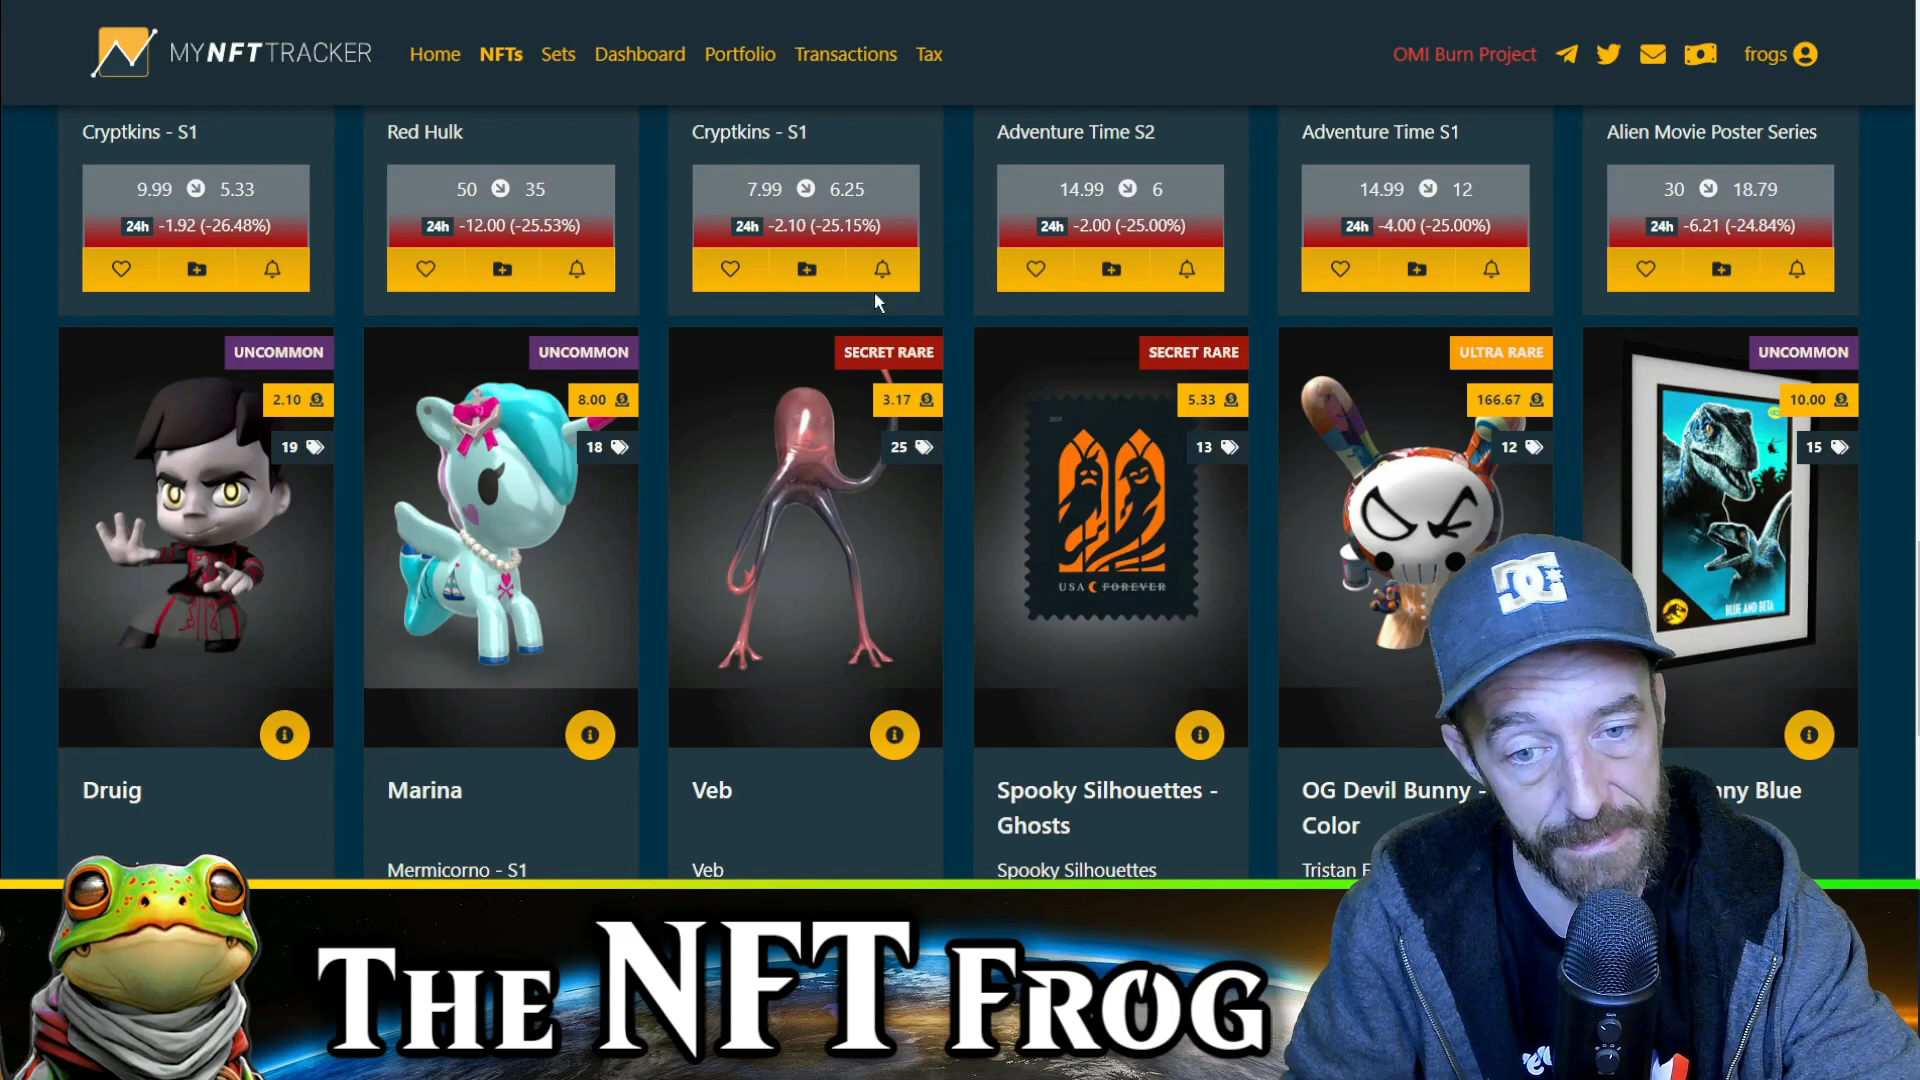 MYNFTTRACKER Home NFTs Sets Dashboard Portfolio Transactions Tax OMI Burn Project frogs
Cryptkins - S1
9.99 5.33
24h -1.92 (-26.48%)
Red Hulk
50 35
24h -12.00 (-25.53%)
Cryptkins - S1
7.99 6.25
24h -2.10 (-25.15%)
Adventure Time S2
14.99 6
24h -2.00 (-25.00%)
Adventure Time S1
14.99 12
24h -4.00 (-25.00%)
Alien Movie Poster Series
30 18.79
24h -6.21 (-24.84%)
UNCOMMON
2.10
19
Druig
UNCOMMON
8.00
18
Marina
Mermicorno - S1
SECRET RARE
3.17
25
Veb
Veb
SECRET RARE
5.33
13
USA FOREVER
Spooky Silhouettes -
Ghosts
Spooky Silhouettes
ULTRA RARE
166.67
12
OG Devil Bunny -
Color
Tristan
UNCOMMON
10.00
15
BLUE AND BETA
Blue
DC
THE NFT FROG